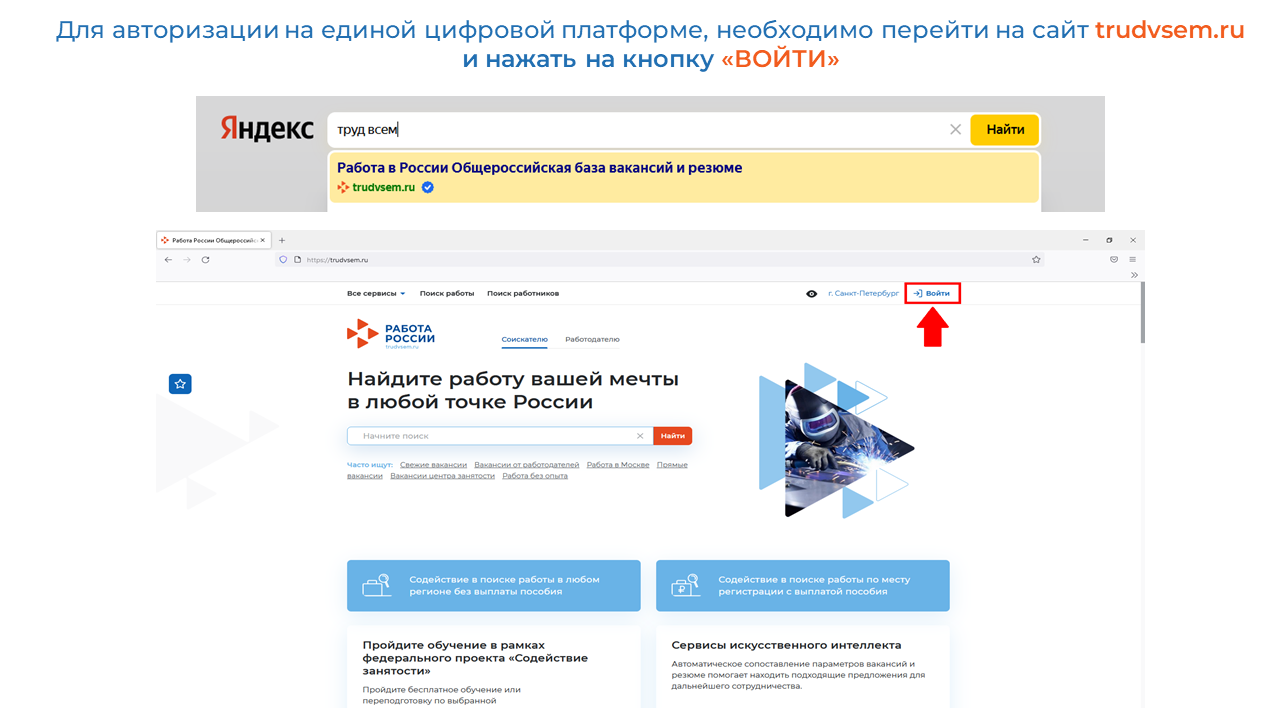 Для авторизации на единой цифровой платформе, необходимо перейти на сайт trudvsem.ru
и нажать на кнопку «ВОЙТИ»
Яндекс
труд всем
Найти
Работа в России Общероссийская база вакансий и резюме
trudvsem.ru
Работа России Общероссийс
https://trudvsem.ru
Все сервисы
Поиск работы
Поиск работников
г. Санкт-Петербург
Войти
РАБОТА
РОССИИ
trudvsem.ru
Соискателю
Работодателю
Найдите работу вашей мечты
в любой точке России
Начните поиск
Найти
Часто ищут: Свежие вакансии Вакансии от работодателей Работа в Москве Прямые
вакансии Вакансии центра занятости Работа без опыта
Содействие в поиске работы в любом
регионе без выплаты пособия
Содействие в поиске работы по месту
регистрации с выплатой пособия
Пройдите обучение в рамках
федерального проекта «Содействие
занятости»
Пройдите бесплатное обучение или
переподготовку по выбранной
Сервисы искусственного интеллекта
Автоматическое сопоставление параметров вакансий и
резюме помогает находить подходящие предложения для
дальнейшего сотрудничества.